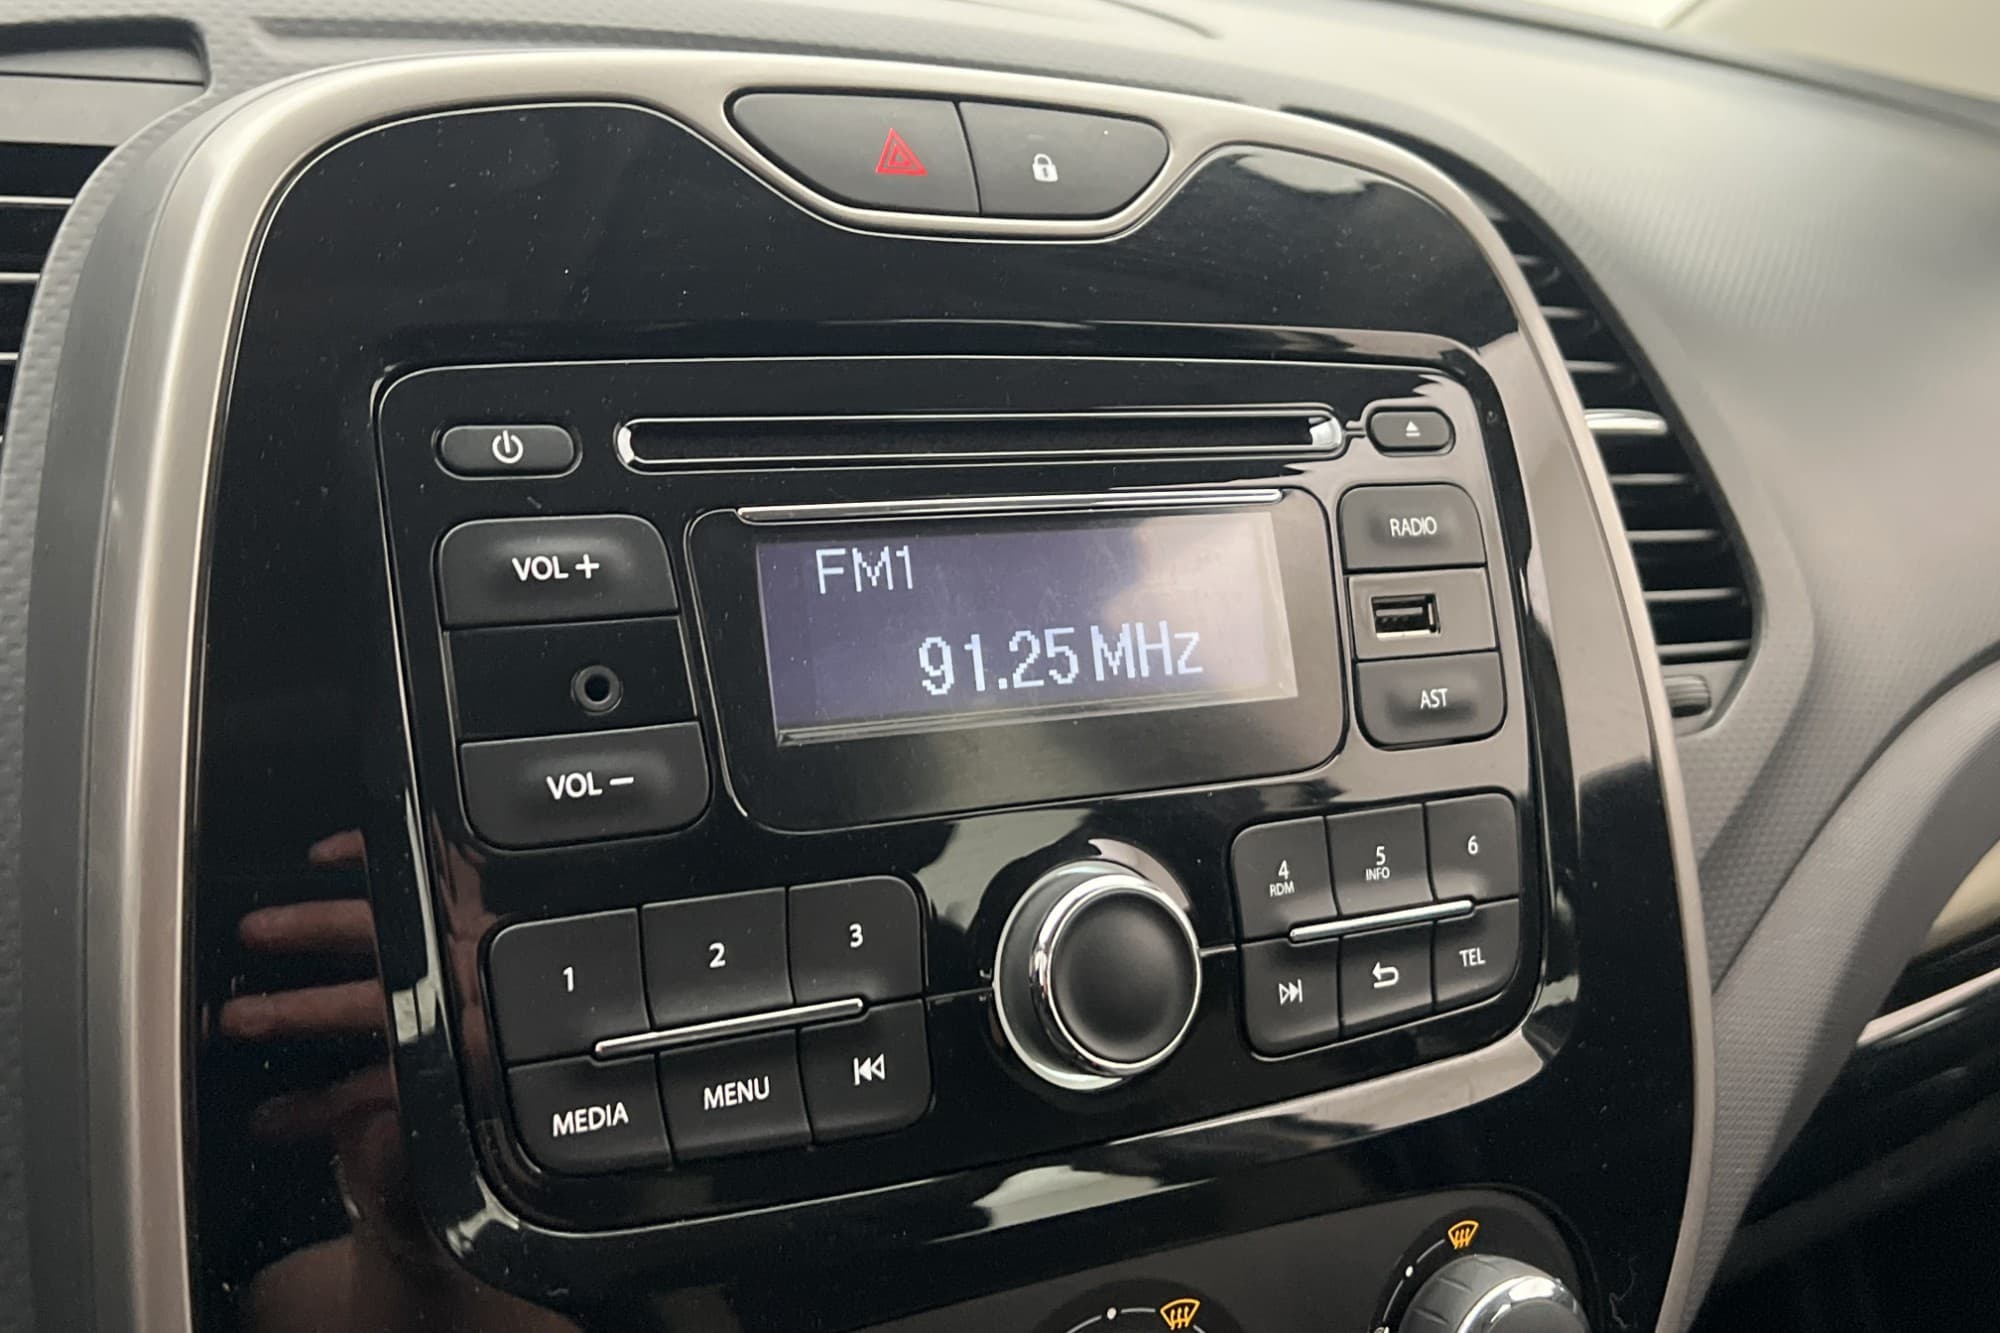 VOL +
VOL −
FM1
91.25 MHz
RADIO
AST
1
2
3
MEDIA
MENU
4
RDM
5
INFO
6
TEL